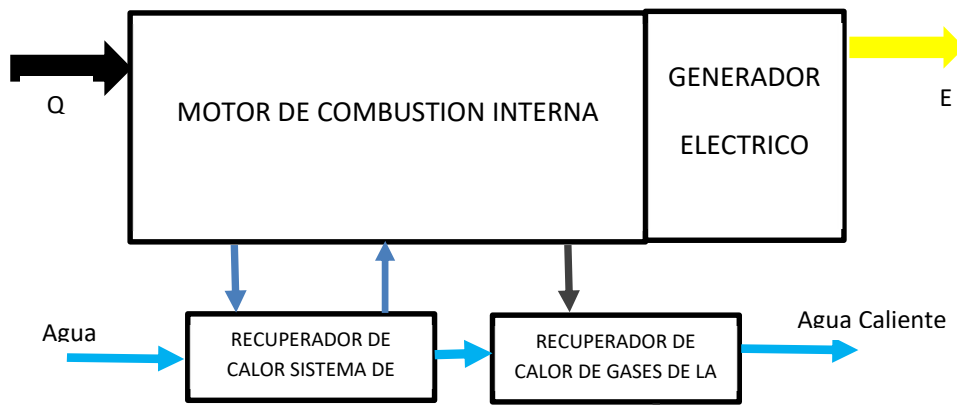 Q
MOTOR DE COMBUSTION INTERNA
GENERADOR
ELECTRICO
E
Agua
RECUPERADOR DE
CALOR SISTEMA DE
RECUPERADOR DE
CALOR DE GASES DE LA
Agua Caliente